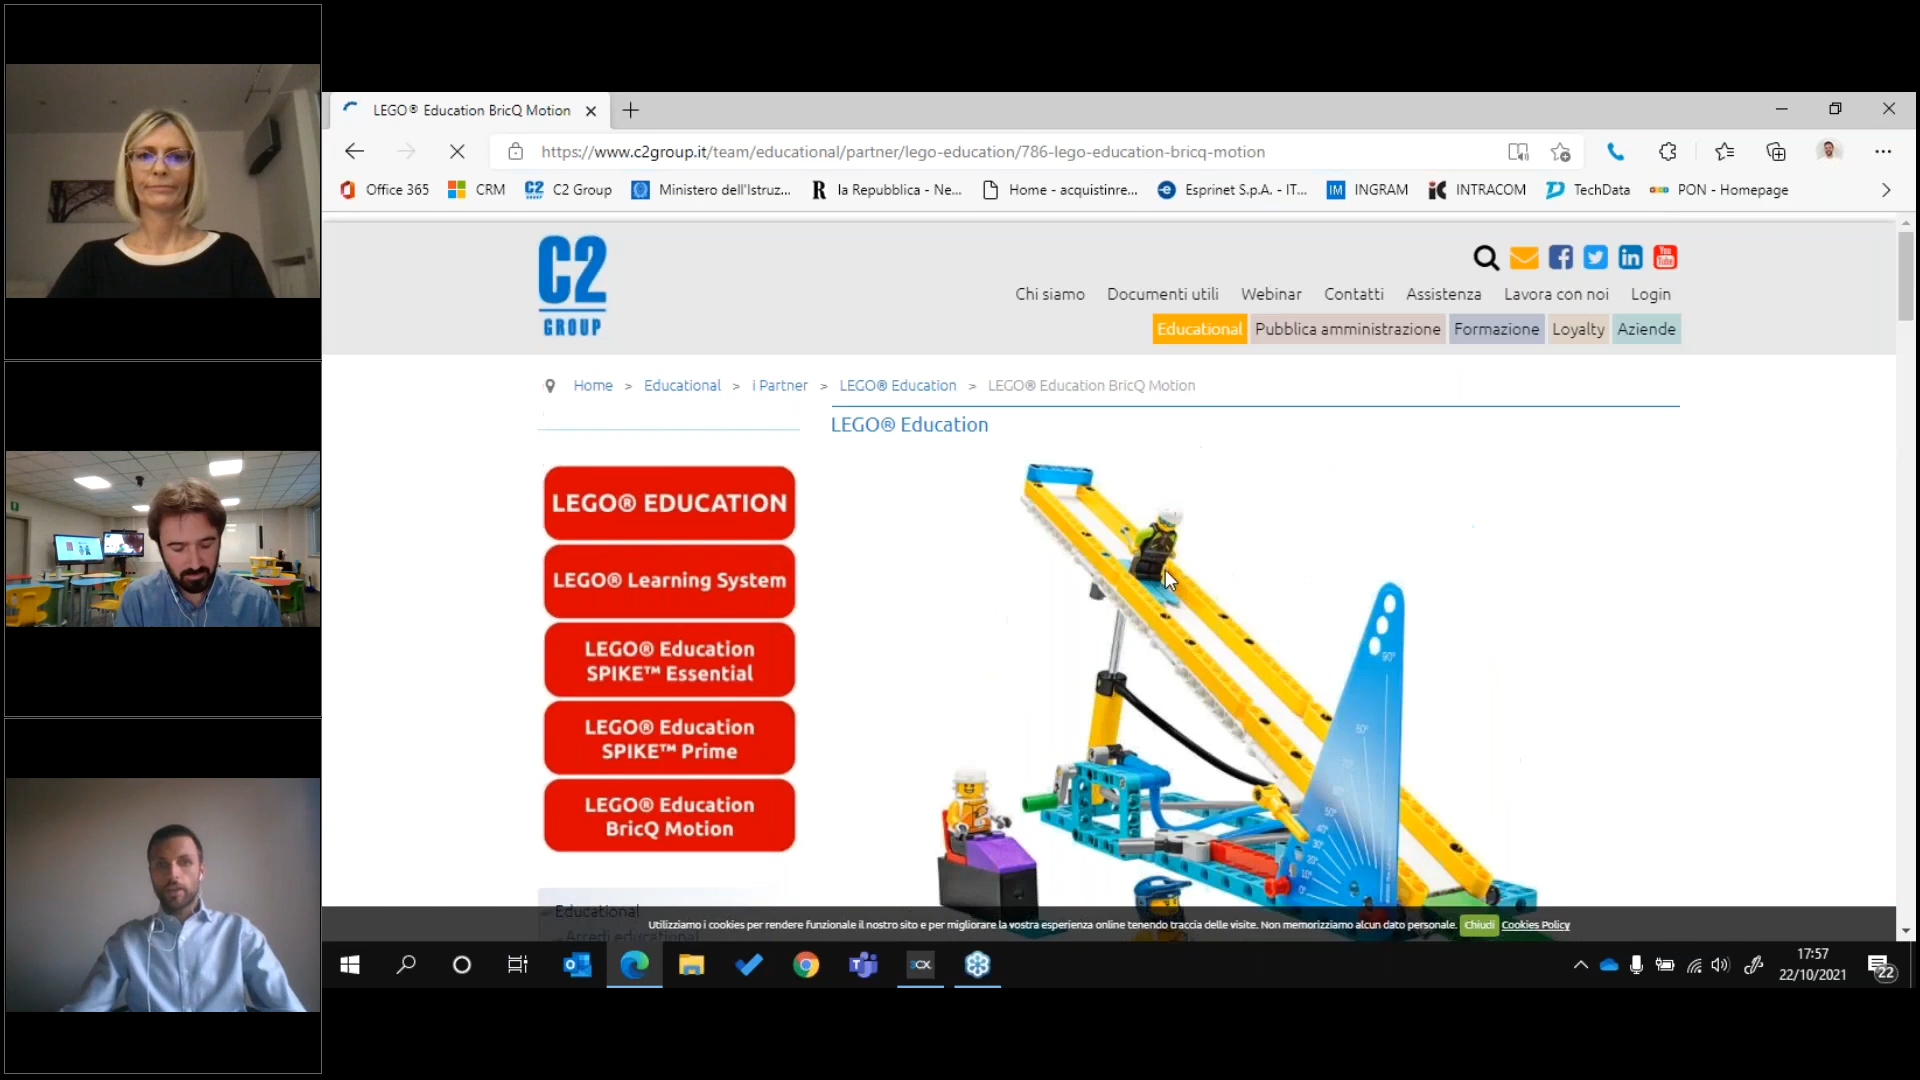 LEGO® Education BricQ Motion
https://www.c2group.it/team/educational/partner/lego-education/786-lego-education-bricq-motion
Office 365 CRM C2 Group Ministero dell'Istruz... la Repubblica - Ne... Home - acquistinre... Esprinet S.p.A. - IT... INGRAM INTRACOM TechData PON - Homepage
C2
GROUP
Chi siamo Documenti utili Webinar Contatti Assistenza Lavora con noi Login
Educational Pubblica amministrazione Formazione Loyalty Aziende
Home > Educational > i Partner > LEGO® Education > LEGO® Education BricQ Motion
LEGO® Education
LEGO® EDUCATION
LEGO® Learning System
LEGO® Education
SPIKE™ Essential
LEGO® Education
SPIKE™ Prime
LEGO® Education
BricQ Motion
Educational
Arredi educational
Utilizziamo i cookies per rendere funzionale il nostro sito e per migliorare la vostra esperienza online tenendo traccia delle visite. Non memorizziamo alcun dato personale. Chiudi Cookies Policy
17:57
22/10/2021
22